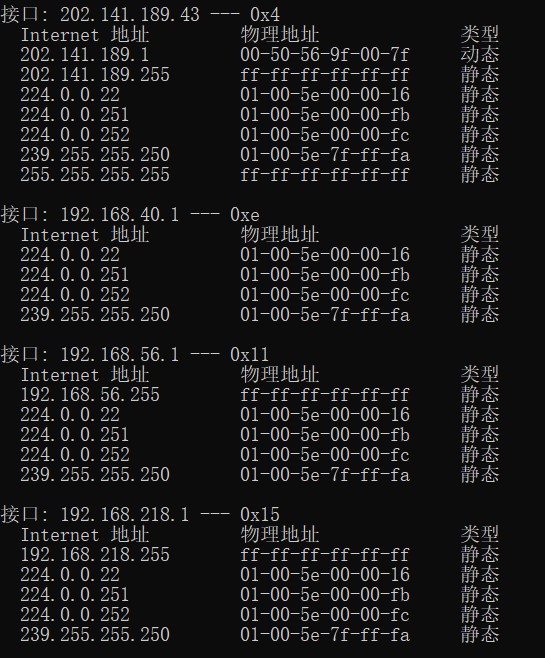 接口: 202.141.189.43 --- 0x4
Internet 地址 物理地址 类型
202.141.189.1 00-50-56-9f-00-7f 动态
202.141.189.255 ff-ff-ff-ff-ff-ff 静态
224.0.0.22 01-00-5e-00-00-16 静态
224.0.0.251 01-00-5e-00-00-fb 静态
224.0.0.252 01-00-5e-00-00-fc 静态
239.255.255.250 01-00-5e-7f-ff-fa 静态
255.255.255.255 ff-ff-ff-ff-ff-ff 静态
接口: 192.168.40.1 --- 0xe
Internet 地址 物理地址 类型
224.0.0.22 01-00-5e-00-00-16 静态
224.0.0.251 01-00-5e-00-00-fb 静态
224.0.0.252 01-00-5e-00-00-fc 静态
239.255.255.250 01-00-5e-7f-ff-fa 静态
接口: 192.168.56.1 --- 0x11
Internet 地址 物理地址 类型
192.168.56.255 ff-ff-ff-ff-ff-ff 静态
224.0.0.22 01-00-5e-00-00-16 静态
224.0.0.251 01-00-5e-00-00-fb 静态
224.0.0.252 01-00-5e-00-00-fc 静态
239.255.255.250 01-00-5e-7f-ff-fa 静态
接口: 192.168.218.1 --- 0x15
Internet 地址 物理地址 类型
192.168.218.255 ff-ff-ff-ff-ff-ff 静态
224.0.0.22 01-00-5e-00-00-16 静态
224.0.0.251 01-00-5e-00-00-fb 静态
224.0.0.252 01-00-5e-00-00-fc 静态
239.255.255.250 01-00-5e-7f-ff-fa 静态